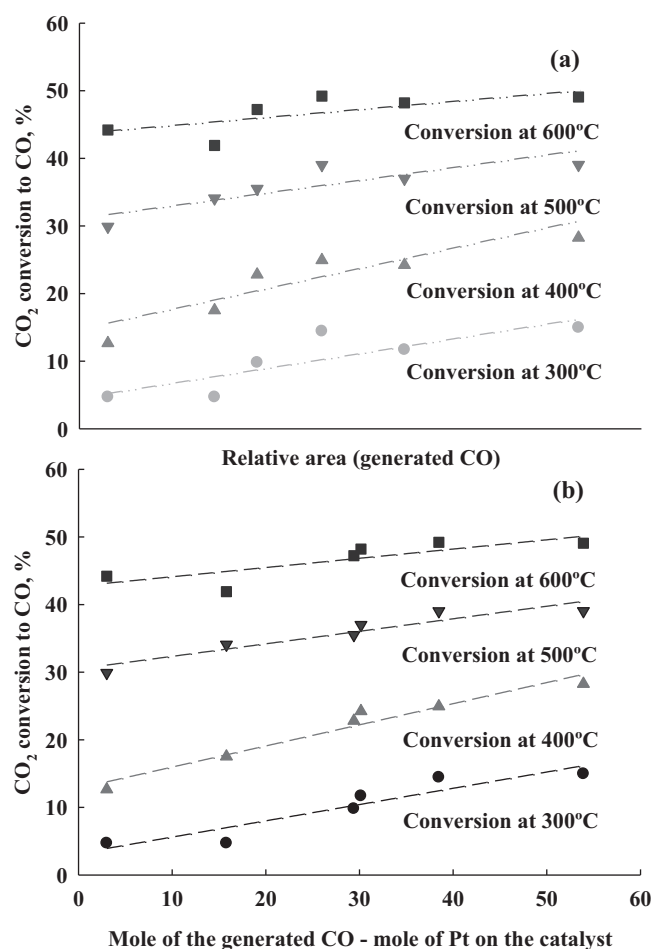 60
(a)
50
Conversion at 600ºC
40
30
Conversion at 500ºC
20
Conversion at 400ºC
10
Conversion at 300ºC
0
CO₂ conversion to CO, %
Relative area (generated CO)
60
(b)
50
Conversion at 600ºC
40
30
Conversion at 500ºC
20
Conversion at 400ºC
10
Conversion at 300ºC
0
CO₂ conversion to CO, %
0 10 20 30 40 50 60
Mole of the generated CO - mole of Pt on the catalyst